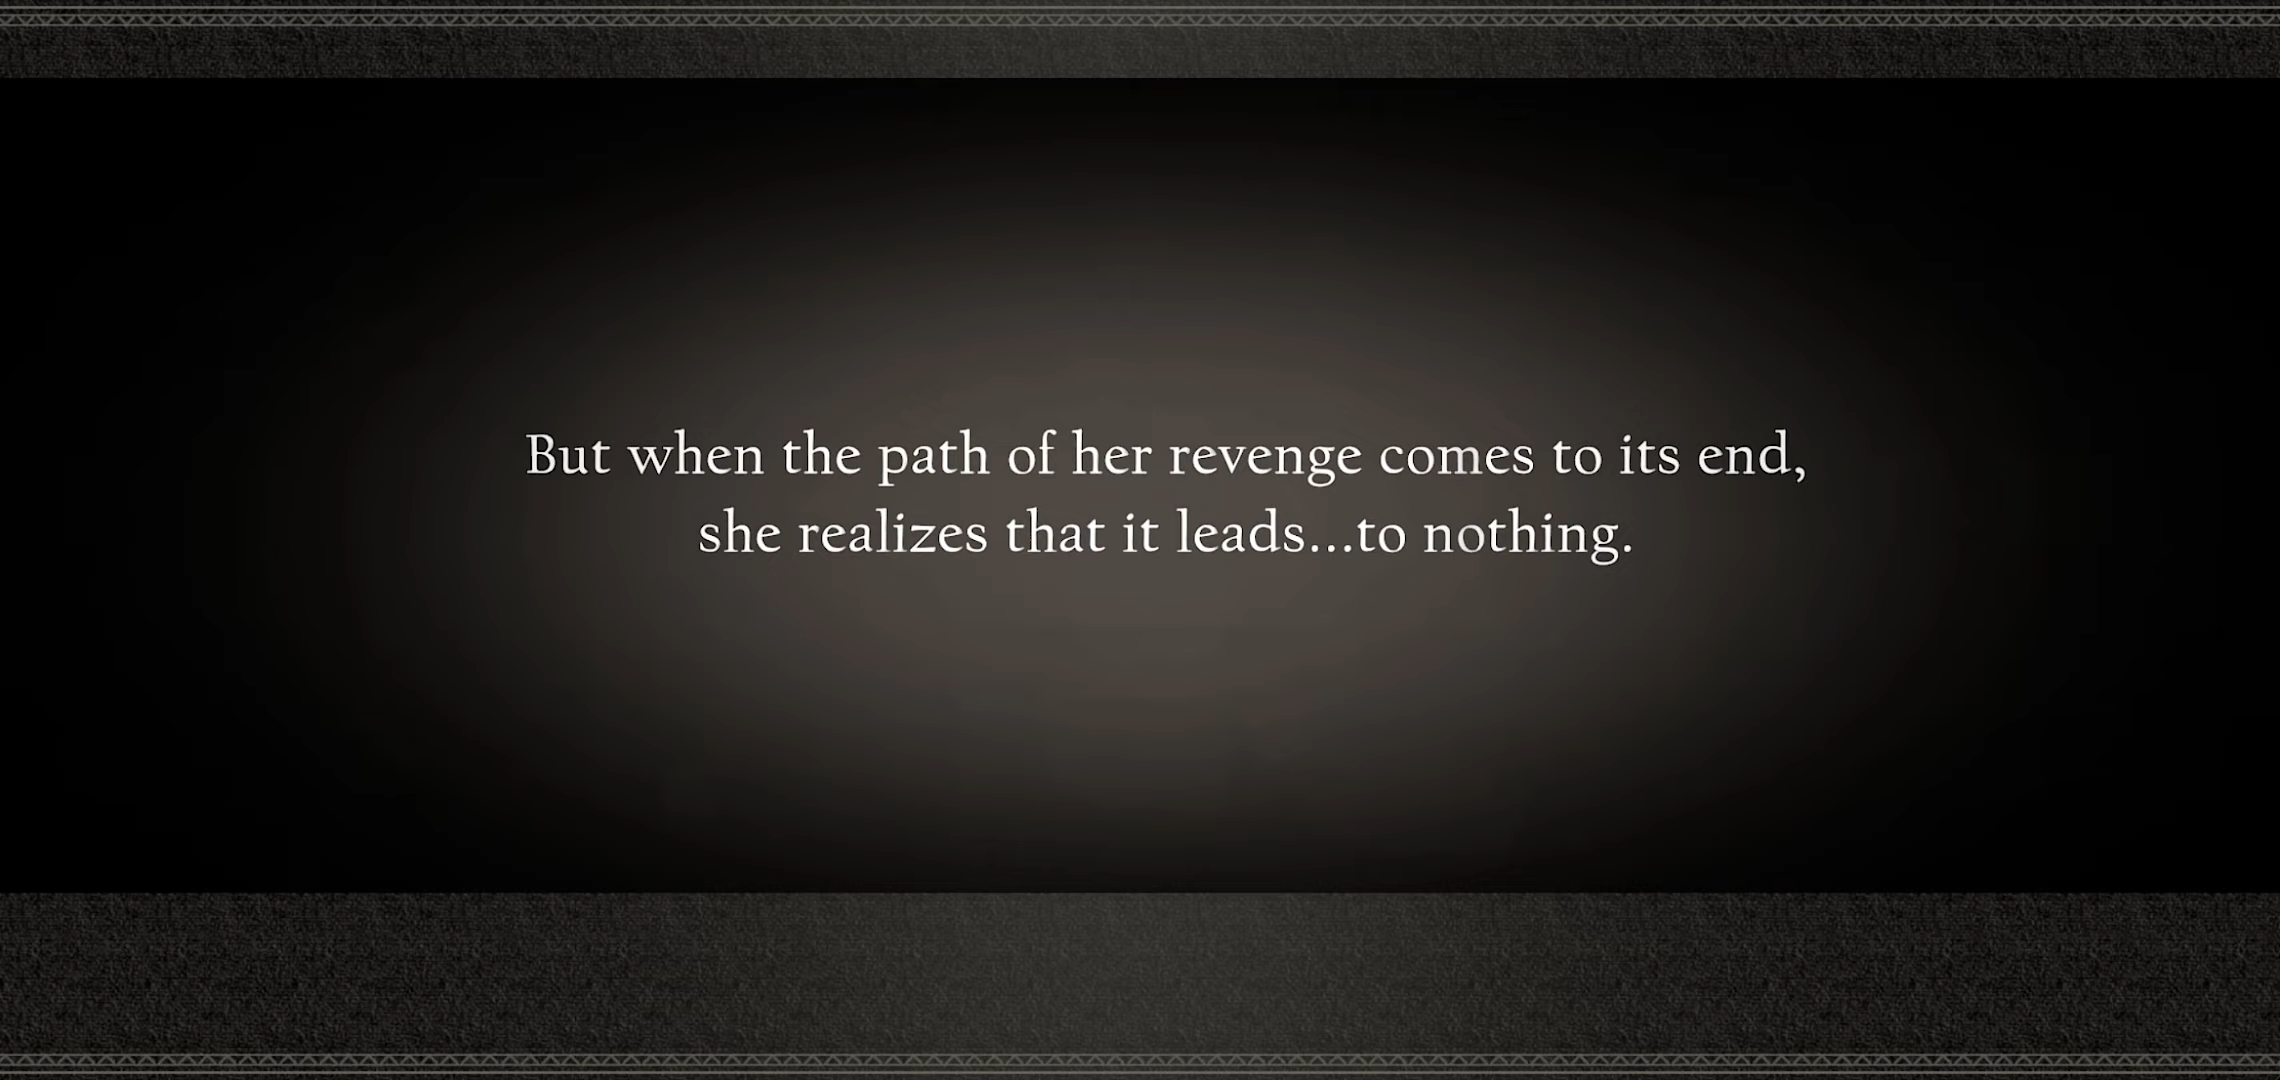 But when the path of her revenge comes to its end,
she realizes that it leads...to nothing.